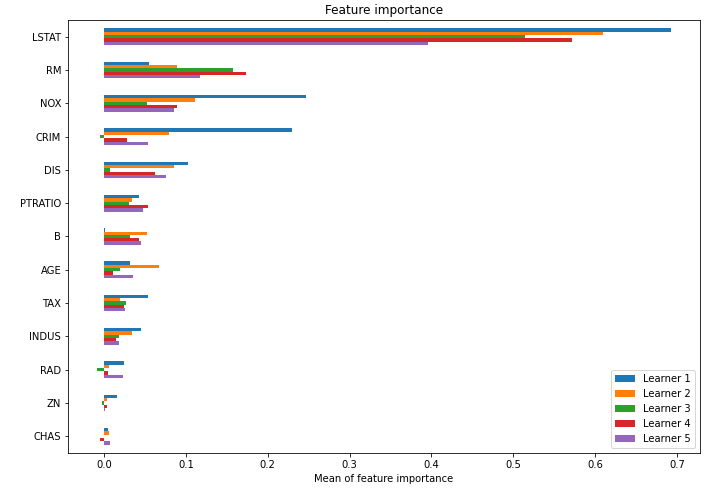 Feature importance
LSTAT
RM
NOX
CRIM
DIS
PTRATIO
B
AGE
TAX
INDUS
RAD
ZN
CHAS
Learner 1
Learner 2
Learner 3
Learner 4
Learner 5
0.0 0.1 0.2 0.3 0.4 0.5 0.6 0.7
Mean of feature importance